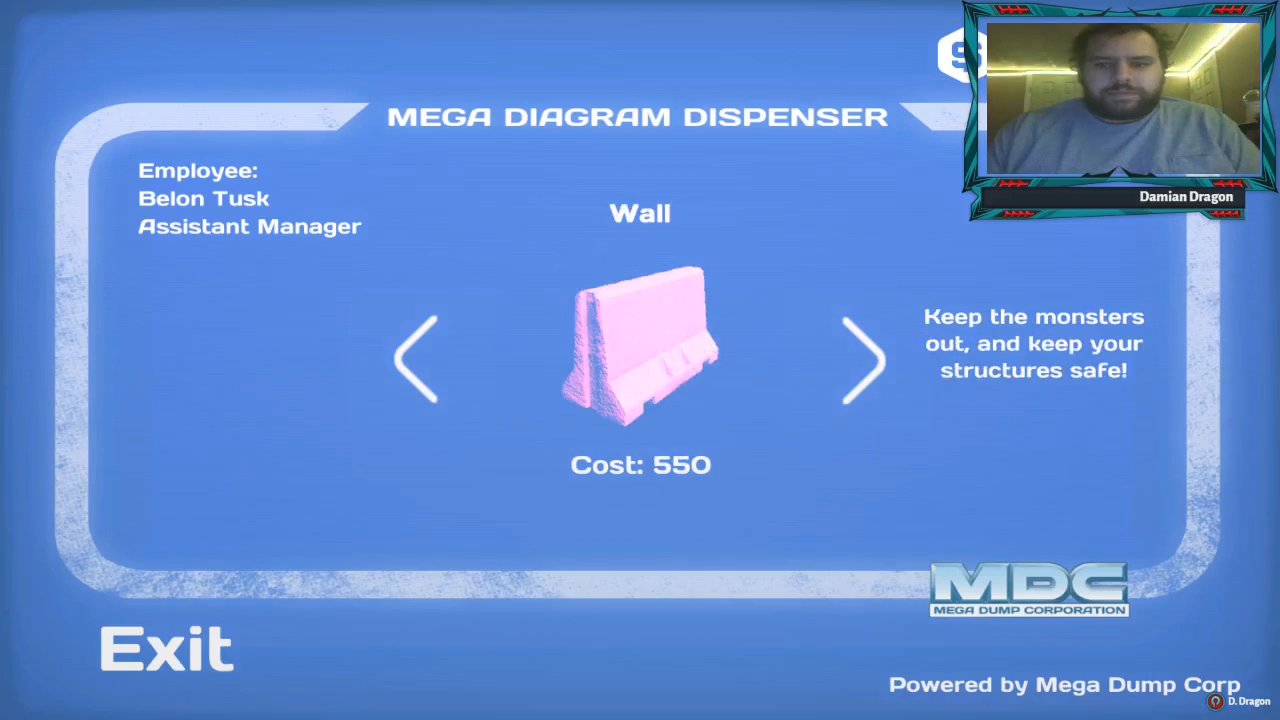 MEGA DIAGRAM DISPENSER
Employee:
Belon Tusk
Assistant Manager
Wall
Damian Dragon
Keep the monsters
out, and keep your
structures safe!
Cost: 550
MDC
MEGA DUMP CORPORATION
Exit
Powered by Mega Dump Corp
D. Dragon